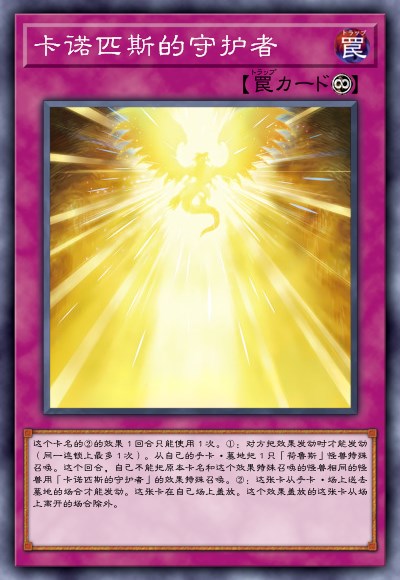 卡诺匹斯的守护者
トラップ
罠
トラップ
【罠カード】
这个卡名的②的效果1回合只能使用1次。①：对方把效果发动时才能发动
（同一连锁上最多1次）。从自己的手卡·墓地把1只「荷鲁斯」怪兽特殊
召唤。这个回合，自己不能把原本卡名和这个效果特殊召唤的怪兽相同的怪
兽用「卡诺匹斯的守护者」的效果特殊召唤。②：这张卡从手卡·场上送去
墓地的场合才能发动。这张卡在自己场上盖放。这个效果盖放的这张卡从场
上离开的场合除外。